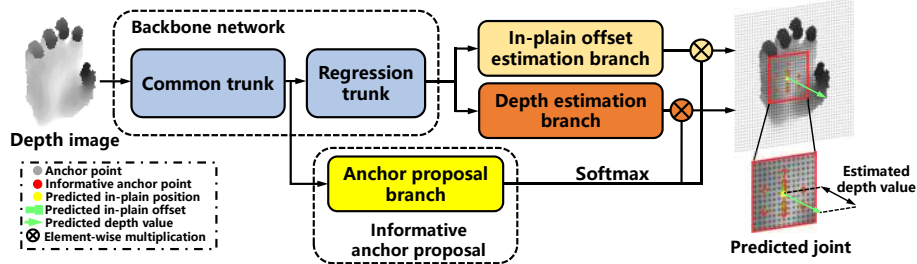 Backbone network
Common trunk
Regression
trunk
In-plain offset
estimation branch
Depth estimation
branch
Depth image
Anchor point
Informative anchor point
Predicted in-plain position
Predicted in-plain offset
Predicted depth value
Element-wise multiplication
Anchor proposal
branch
Softmax
Informative
anchor proposal
Estimated
depth value
Predicted joint